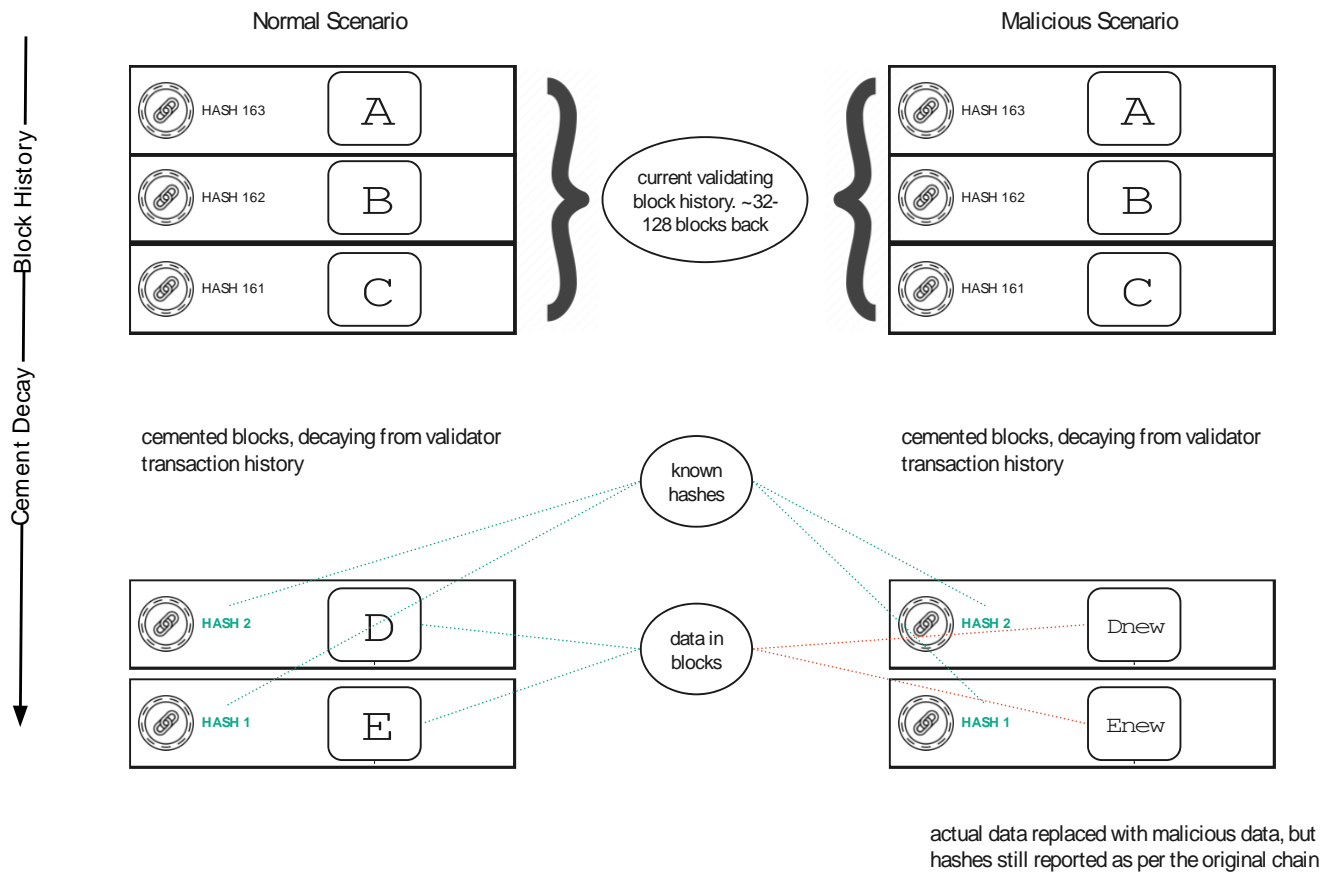 Normal Scenario
Malicious Scenario
Block History
Cement Decay
HASH 163
A
HASH 162
B
HASH 161
C
current validating
block history. ~32-
128 blocks back
HASH 163
A
HASH 162
B
HASH 161
C
cemented blocks, decaying from validator
transaction history
known
hashes
cemented blocks, decaying from validator
transaction history
HASH 2
D
HASH 1
E
data in
blocks
HASH 2
Dnew
HASH 1
Enew
actual data replaced with malicious data, but
hashes still reported as per the original chain